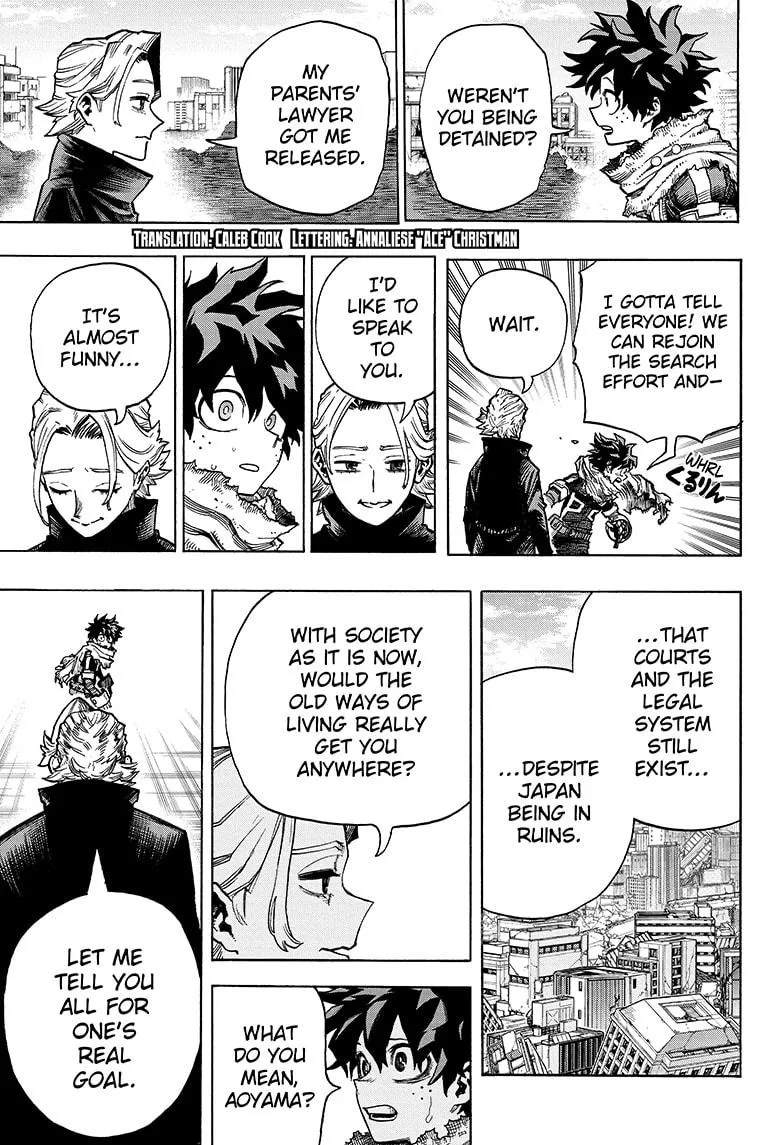 WEREN'T
YOU BEING
DETAINED?
MY
PARENTS'
LAWYER
GOT ME
RELEASED.
TRANSLATION: CALEB COOK LETTERING: ANNALIESE "ACE" CHRISTMAN
I GOTTA TELL
EVERYONE! WE
CAN REJOIN
THE SEARCH
EFFORT AND-
WHRL
くるりん
WAIT.
I'D
LIKE TO
SPEAK
TO
YOU.
IT'S
ALMOST
FUNNY...
...THAT
COURTS
AND THE
LEGAL
SYSTEM
STILL
EXIST...
...DESPITE
JAPAN
BEING IN
RUINS.
WITH SOCIETY
AS IT IS NOW,
WOULD THE
OLD WAYS OF
LIVING REALLY
GET YOU
ANYWHERE?
WHAT
DO YOU
MEAN,
AOYAMA?
LET ME
TELL YOU
ALL FOR
ONE'S
REAL
GOAL.